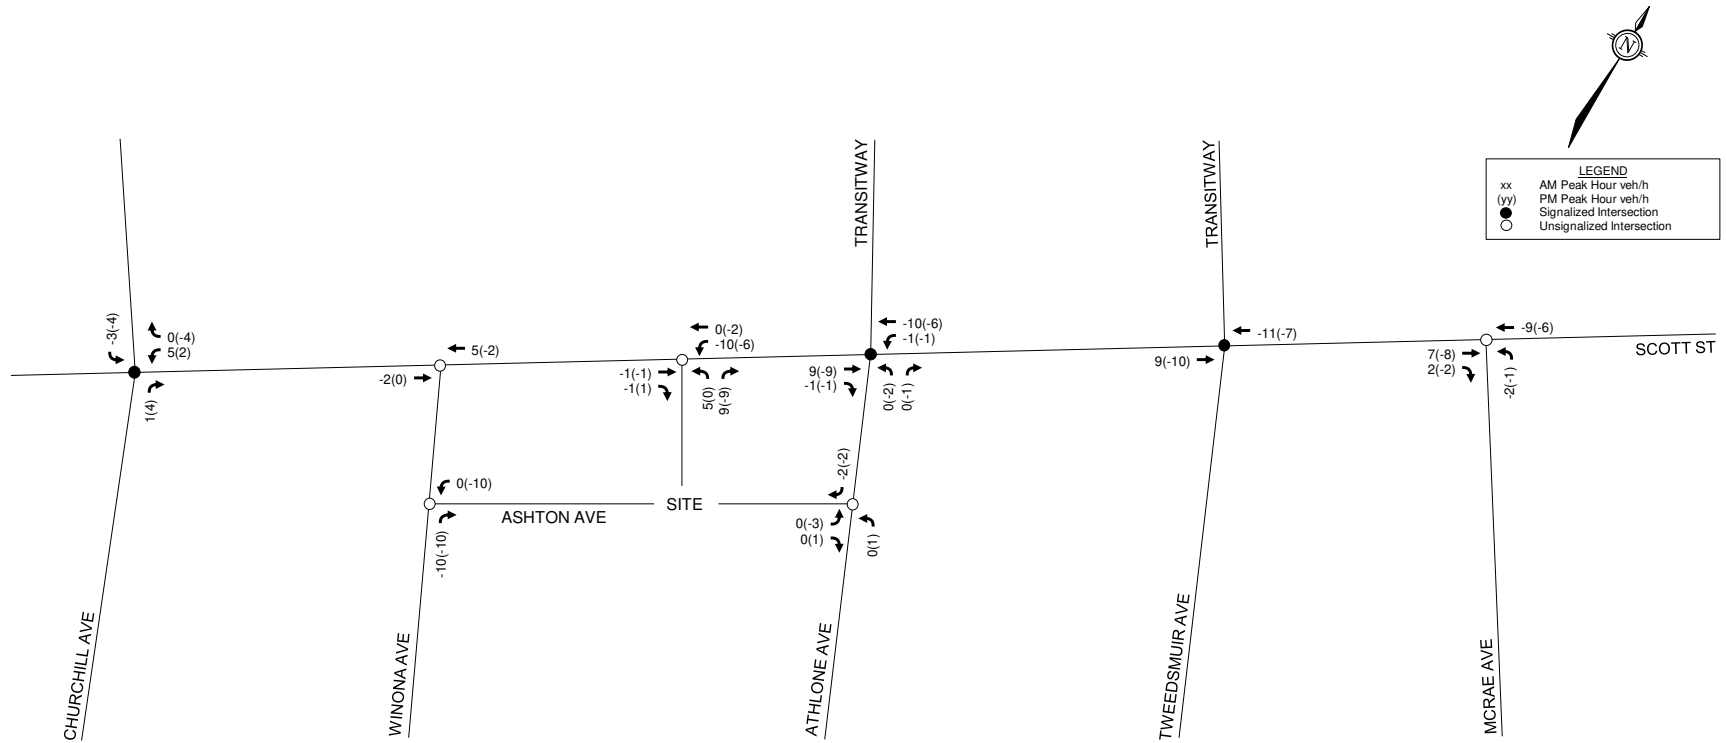 N
TRANSITWAY
TRANSITWAY
LEGEND
xx AM Peak Hour veh/h
(yy) PM Peak Hour veh/h
Signalized Intersection
Unsignalized Intersection
-3(-4)
0(-4)
5(2)
1(4)
5(-2)
-2(0)
0(-2)
-10(-6)
-1(-1)
-1(1)
5(0)
9(-9)
-10(-6)
-1(-1)
9(-9)
-1(-1)
0(-2)
0(-1)
-11(-7)
9(-10)
-9(-6)
7(-8)
2(-2)
-2(-1)
SCOTT ST
0(-10)
-10(-10)
ASHTON AVE
SITE
-2(-2)
0(-3)
0(1)
0(1)
CHURCHILL AVE
WINONA AVE
ATHLONE AVE
TWEEDSMUIR AVE
MCRAE AVE